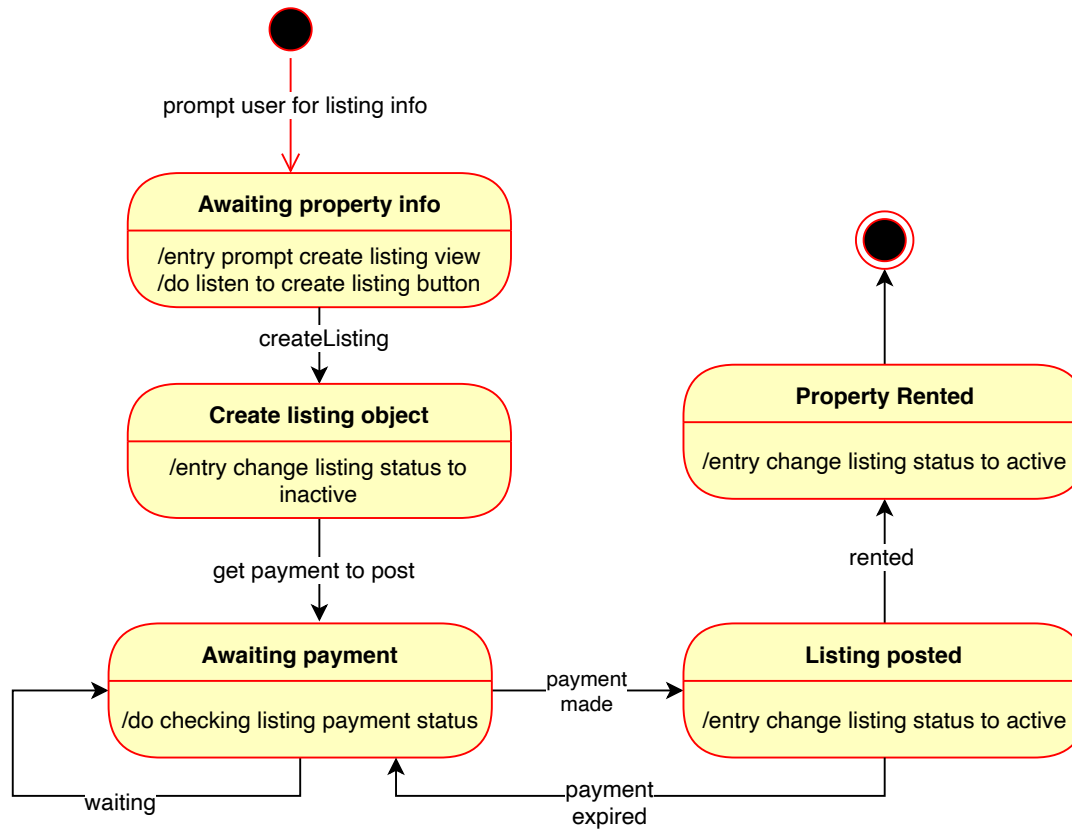 prompt user for listing info
Awaiting property info
/entry prompt create listing view
/do listen to create listing button
createListing
Create listing object
/entry change listing status to
inactive
get payment to post
Awaiting payment
/do checking listing payment status
waiting
payment
made
payment
expired
Listing posted
/entry change listing status to active
rented
Property Rented
/entry change listing status to active